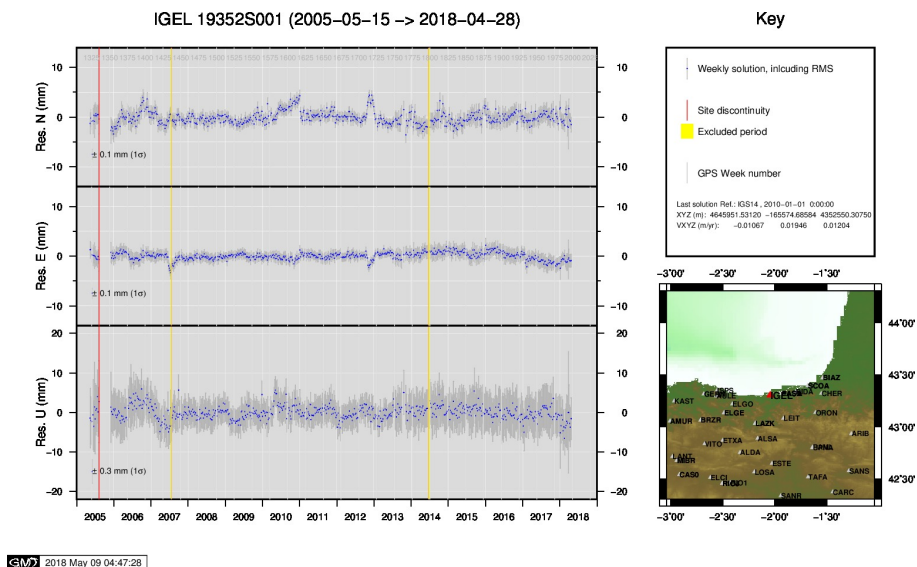 IGEL 19352S001 (2005−05−15 −> 2018−04−28)
Key
Res. N (mm)
10
0
−10
± 0.1 mm (1σ)
Res. E (mm)
10
0
−10
± 0.1 mm (1σ)
Res. U (mm)
20
10
0
−10
−20
± 0.3 mm (1σ)
10
0
−10
10
0
−10
20
10
0
−10
−20
2005 2006 2007 2008 2009 2010 2011 2012 2013 2014 2015 2016 2017 2018
Weekly solution, inlcuding RMS
Site discontinuity
Excluded period
GPS Week number
Last solution Ref.: IGS14 , 2010−01−01 0:00:00
XYZ (m): 4645951.53120 −165574.68584 4352550.30750
VXYZ (m/yr): −0.01067 0.01946 0.01204
−3˚00' −2˚30' −2˚00' −1˚30'
44˚00'
43˚30'
43˚00'
42˚30'
BIAZ
SCOA
CHER
IGEL
KAST
ELGO
ELGE
ORON
AMUR
BRZR
LAZK
LEIT
ARIB
VITO
ETXA
ALSA
ALDA
ESTE
LOSA
SANS
CASO
ELCI
TAFA
SANR
CARC
−3˚00' −2˚30' −2˚00' −1˚30'
GMT 2018 May 09 04:47:28